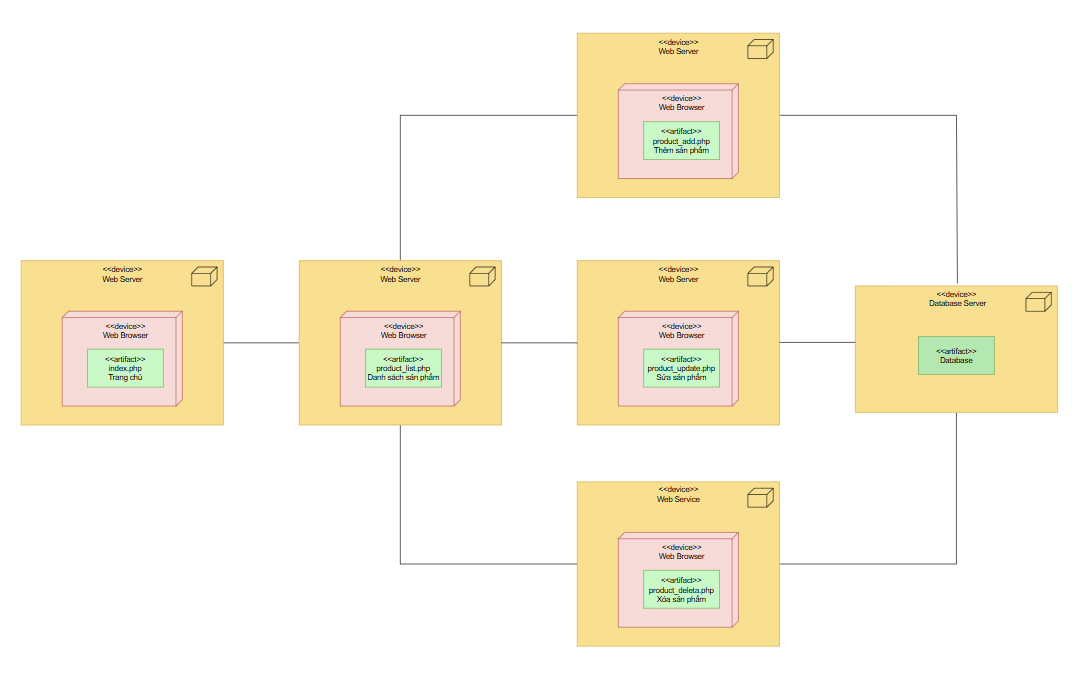 <<device>>
Web Server
<<device>>
Web Browser
<<artifact>>
product_add.php
Thêm sản phẩm
<<device>>
Web Server
<<device>>
Web Browser
<<artifact>>
index.php
Trang chủ
<<device>>
Web Server
<<device>>
Web Browser
<<artifact>>
product_list.php
Danh sách sản phẩm
<<device>>
Web Server
<<device>>
Web Browser
<<artifact>>
product_update.php
Sửa sản phẩm
<<device>>
Database Server
<<artifact>>
Database
<<device>>
Web Service
<<device>>
Web Browser
<<artifact>>
product_deleta.php
Xóa sản phẩm